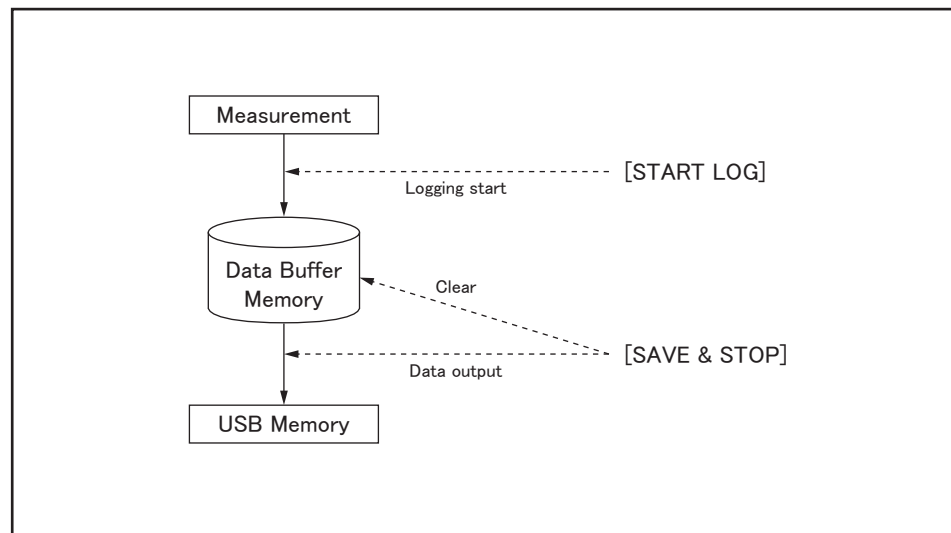 Measurement
[START LOG]
Logging start
Data Buffer
Memory
Clear
[SAVE & STOP]
Data output
USB Memory